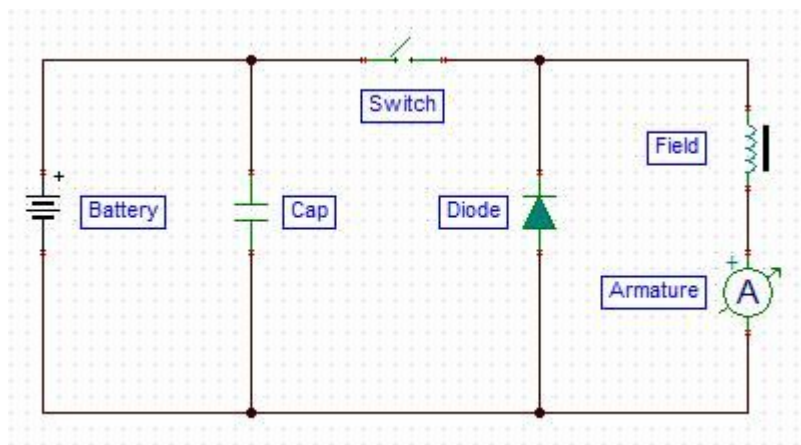 Switch
Field
+
Battery
Cap
Diode
+
Armature
A